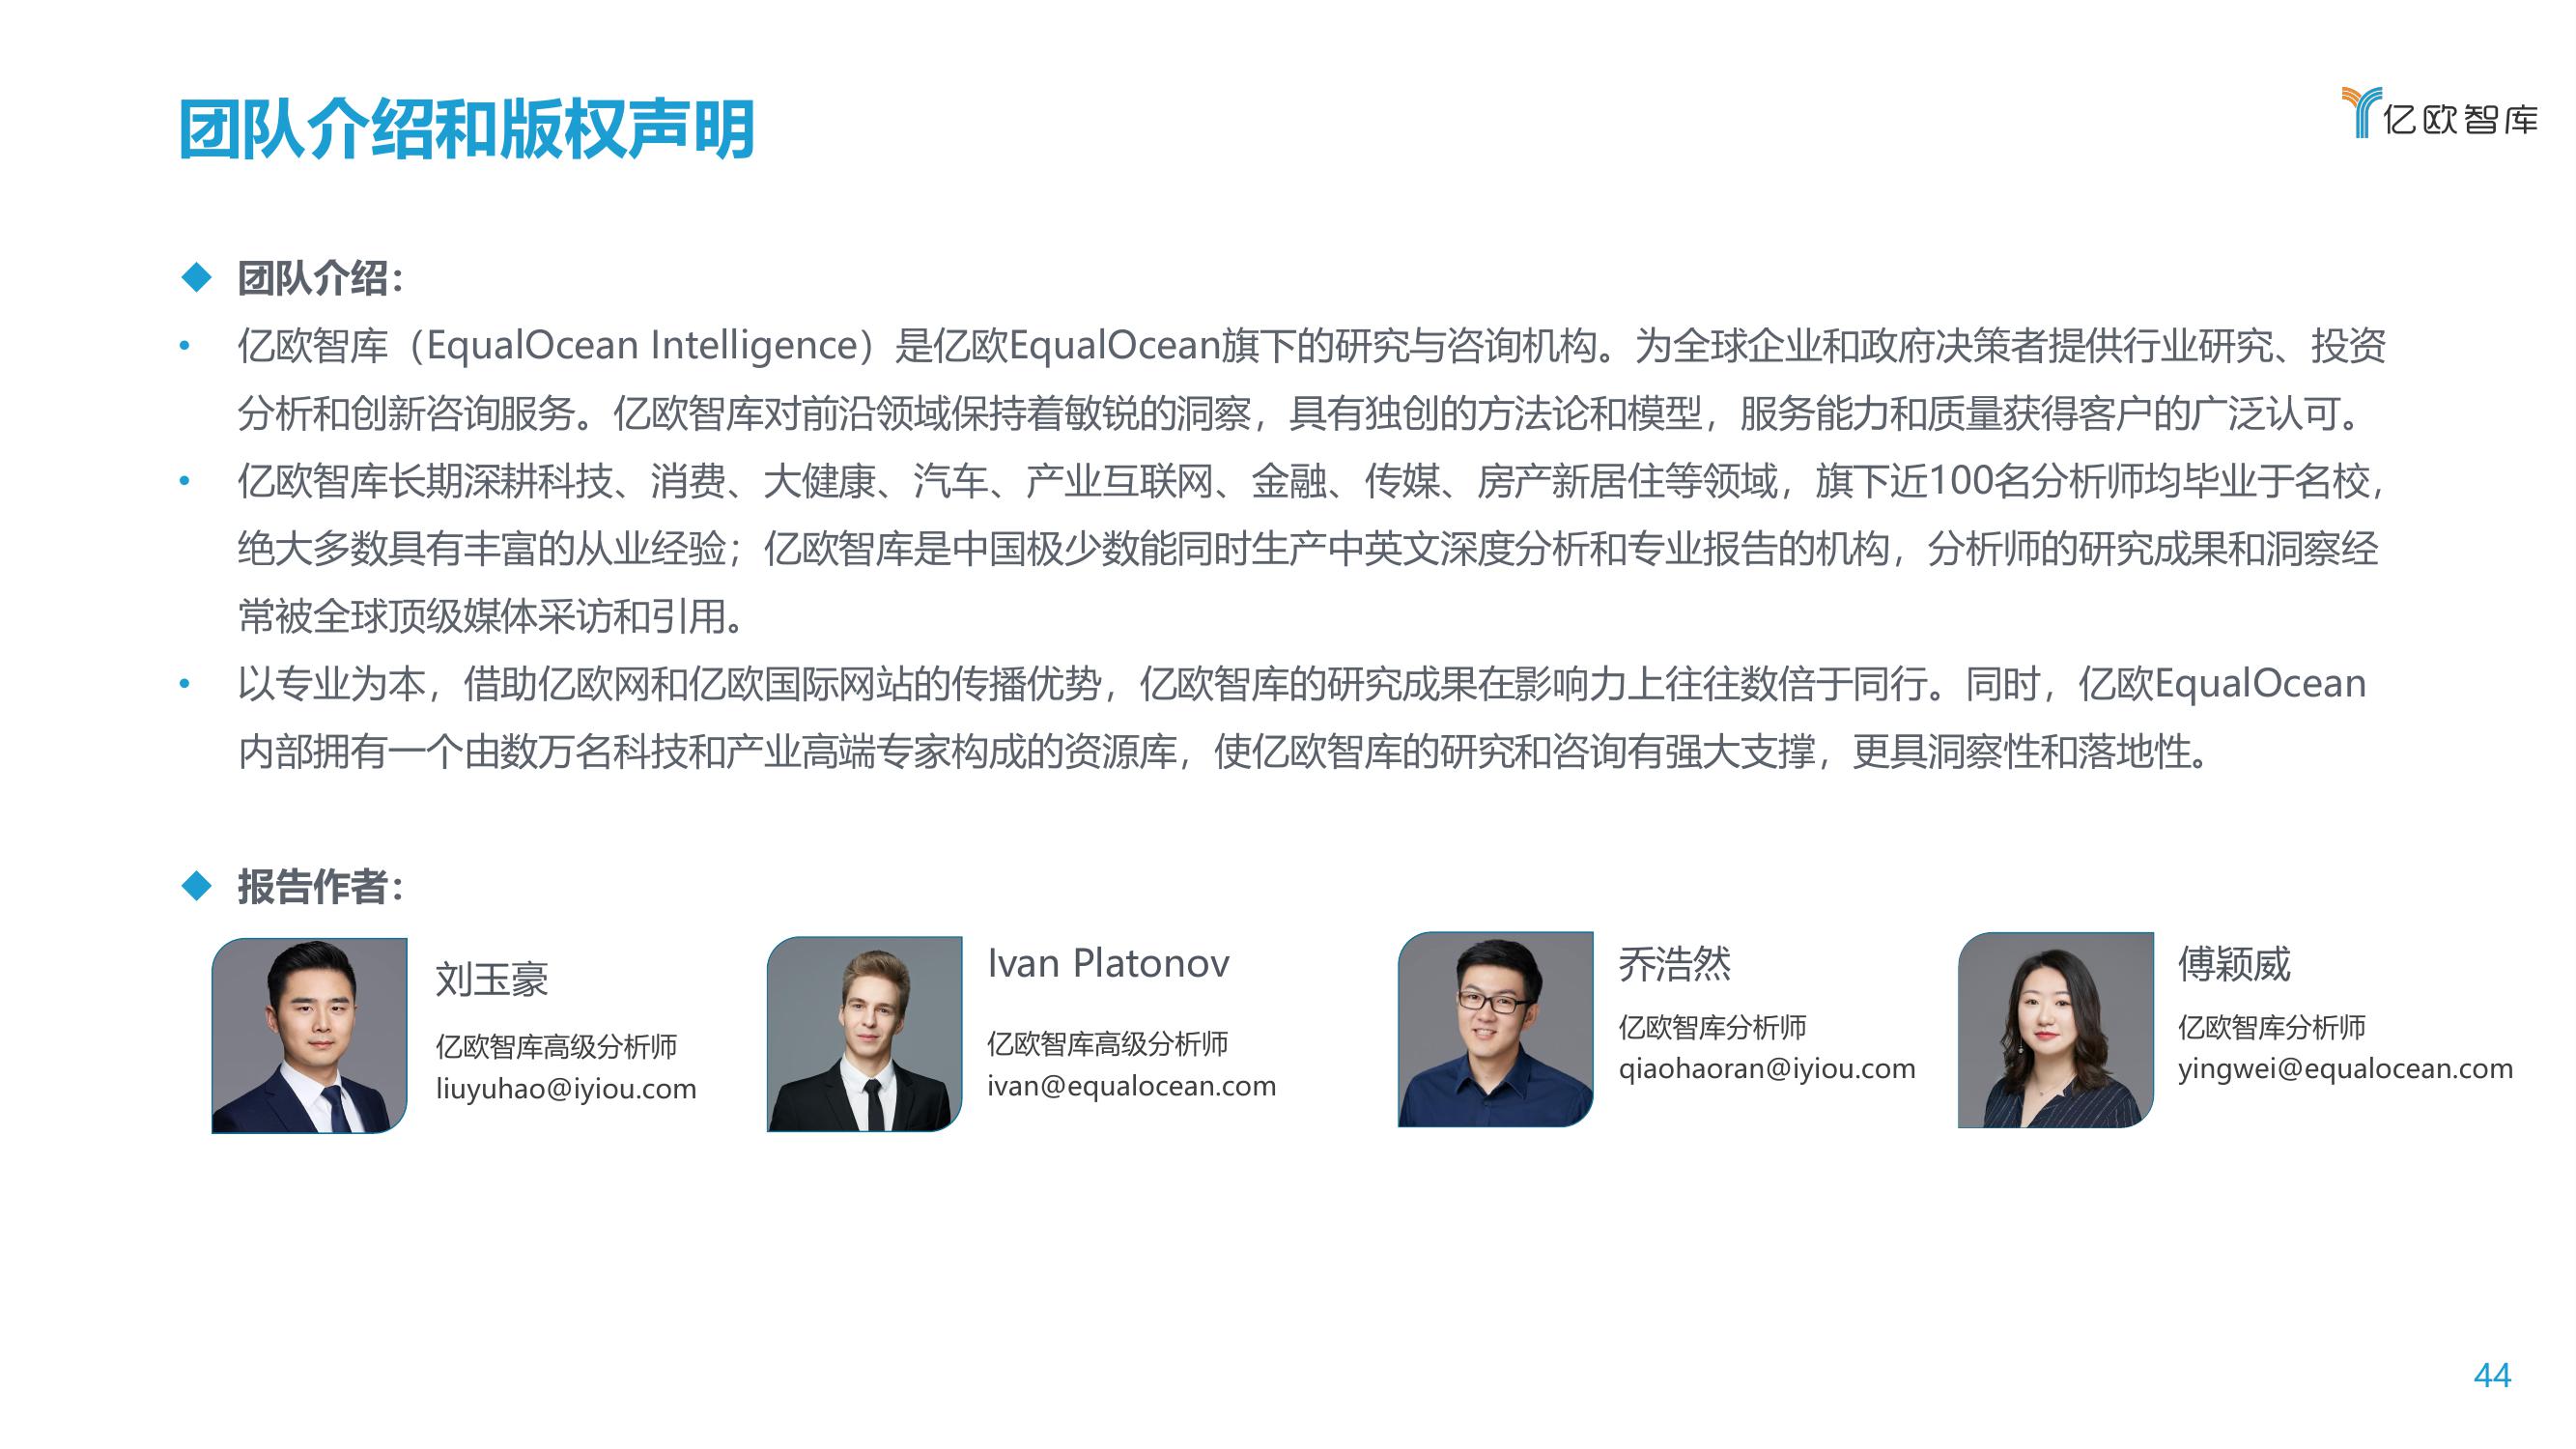 团队介绍和版权声明
亿欧智库
团队介绍：
亿欧智库（EqualOcean Intelligence）是亿欧EqualOcean旗下的研究与咨询机构。为全球企业和政府决策者提供行业研究、投资
分析和创新咨询服务。亿欧智库对前沿领域保持着敏锐的洞察，具有独创的方法论和模型，服务能力和质量获得客户的广泛认可。
亿欧智库长期深耕科技、消费、大健康、汽车、产业互联网、金融、传媒、房产新居住等领域，旗下近100名分析师均毕业于名校，
绝大多数具有丰富的从业经验；亿欧智库是中国极少数能同时生产中英文深度分析和专业报告的机构，分析师的研究成果和洞察经
常被全球顶级媒体采访和引用。
以专业为本，借助亿欧网和亿欧国际网站的传播优势，亿欧智库的研究成果在影响力上往往数倍于同行。同时，亿欧EqualOcean
内部拥有一个由数万名科技和产业高端专家构成的资源库，使亿欧智库的研究和咨询有强大支撑，更具洞察性和落地性。
报告作者：
刘玉豪
亿欧智库高级分析师
liuyuhao@iyiou.com
Ivan Platonov
亿欧智库高级分析师
ivan@equalocean.com
乔浩然
亿欧智库分析师
qiaohaoran@iyiou.com
傅颖威
亿欧智库分析师
yingwei@equalocean.com
44